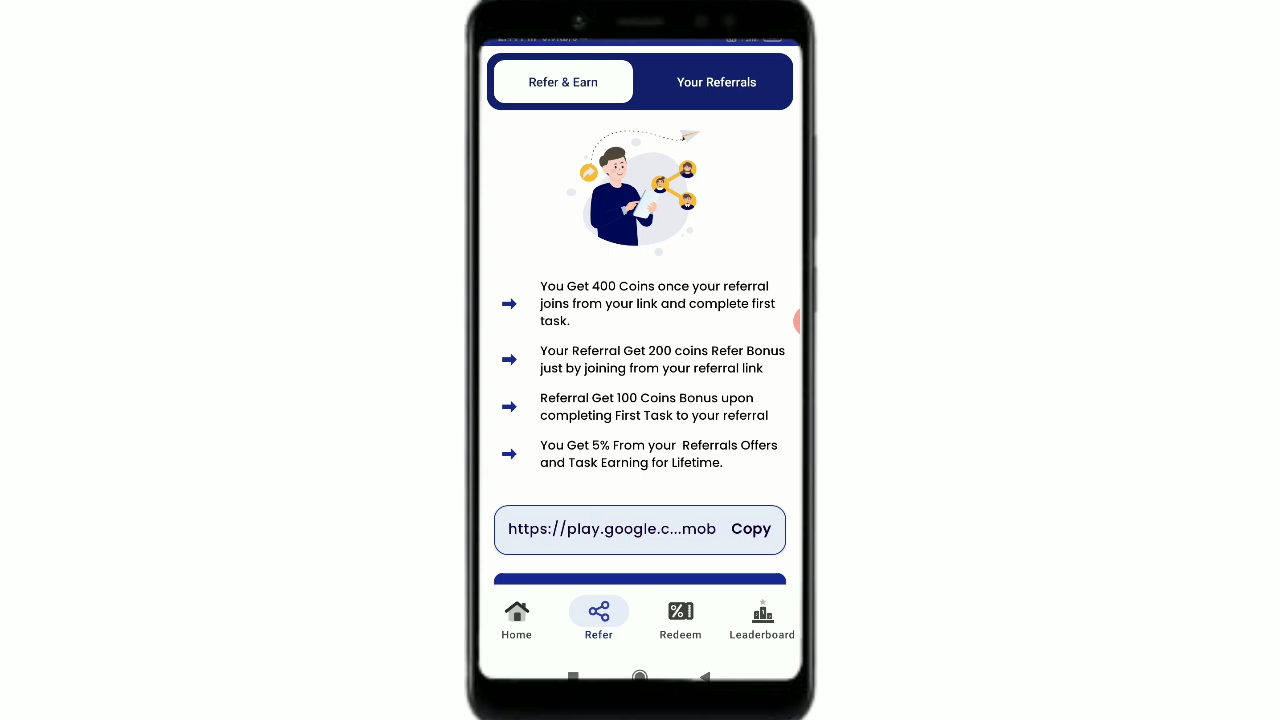 Refer & Earn
Your Referrals
You Get 400 Coins once your referral
joins from your link and complete first
task.
Your Referral Get 200 coins Refer Bonus
just by joining from your referral link
Referral Get 100 Coins Bonus upon
completing First Task to your referral
You Get 5% From your Referrals Offers
and Task Earning for Lifetime.
https://play.google.c...mob
Copy
Home
Refer
Redeem
Leaderboard